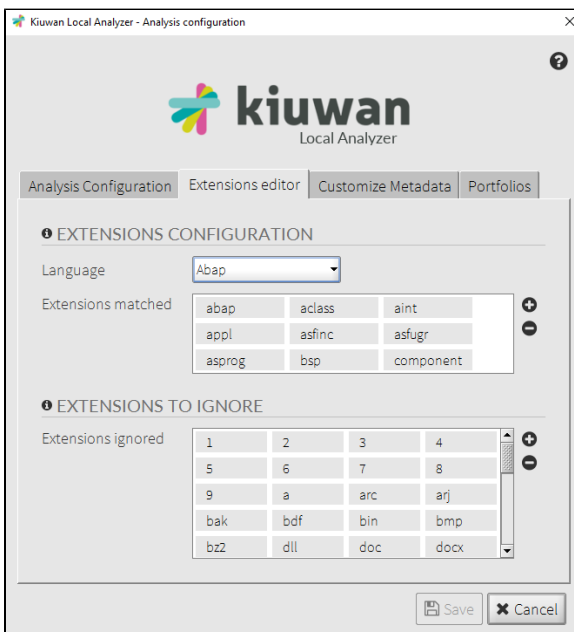 Kiuwan Local Analyzer - Analysis configuration
kiuwan
Local Analyzer
Analysis Configuration Extensions editor Customize Metadata Portfolios
EXTENSIONS CONFIGURATION
Language Abap
Extensions matched abap aclass aint
appl asfinc asfugr
asprog bsp component
EXTENSIONS TO IGNORE
Extensions ignored 1 2 3 4
5 6 7 8
9 a arc arj
bak bdf bin bmp
bz2 dll doc docx
Save Cancel